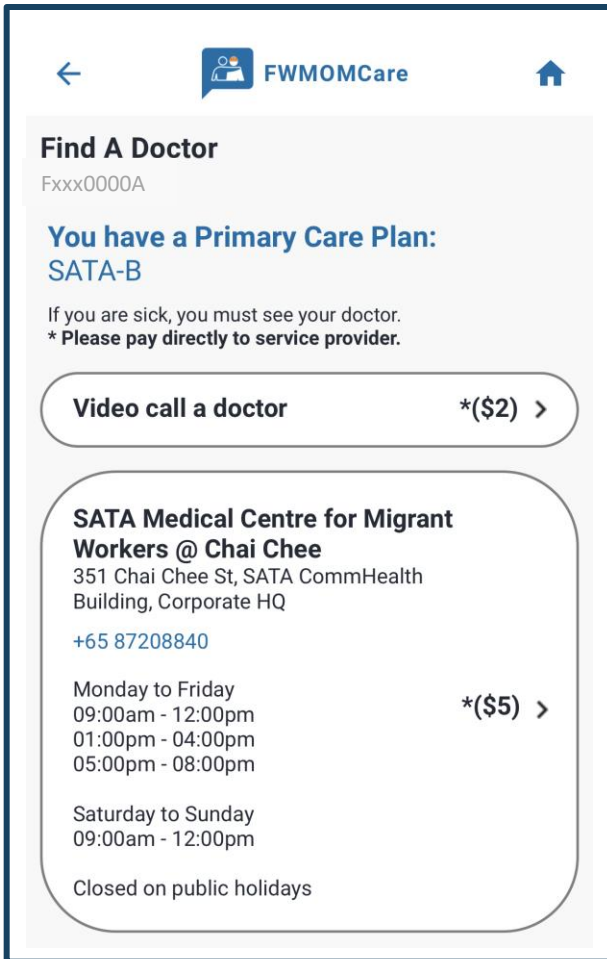 FWMOMCare
Find A Doctor
Fxxx0000A
You have a Primary Care Plan:
SATA-B
If you are sick, you must see your doctor.
* Please pay directly to service provider.
Video call a doctor *($2) >
SATA Medical Centre for Migrant
Workers @ Chai Chee
351 Chai Chee St, SATA CommHealth
Building, Corporate HQ
+65 87208840
Monday to Friday
09:00am - 12:00pm *($5) >
01:00pm - 04:00pm
05:00pm - 08:00pm
Saturday to Sunday
09:00am - 12:00pm
Closed on public holidays